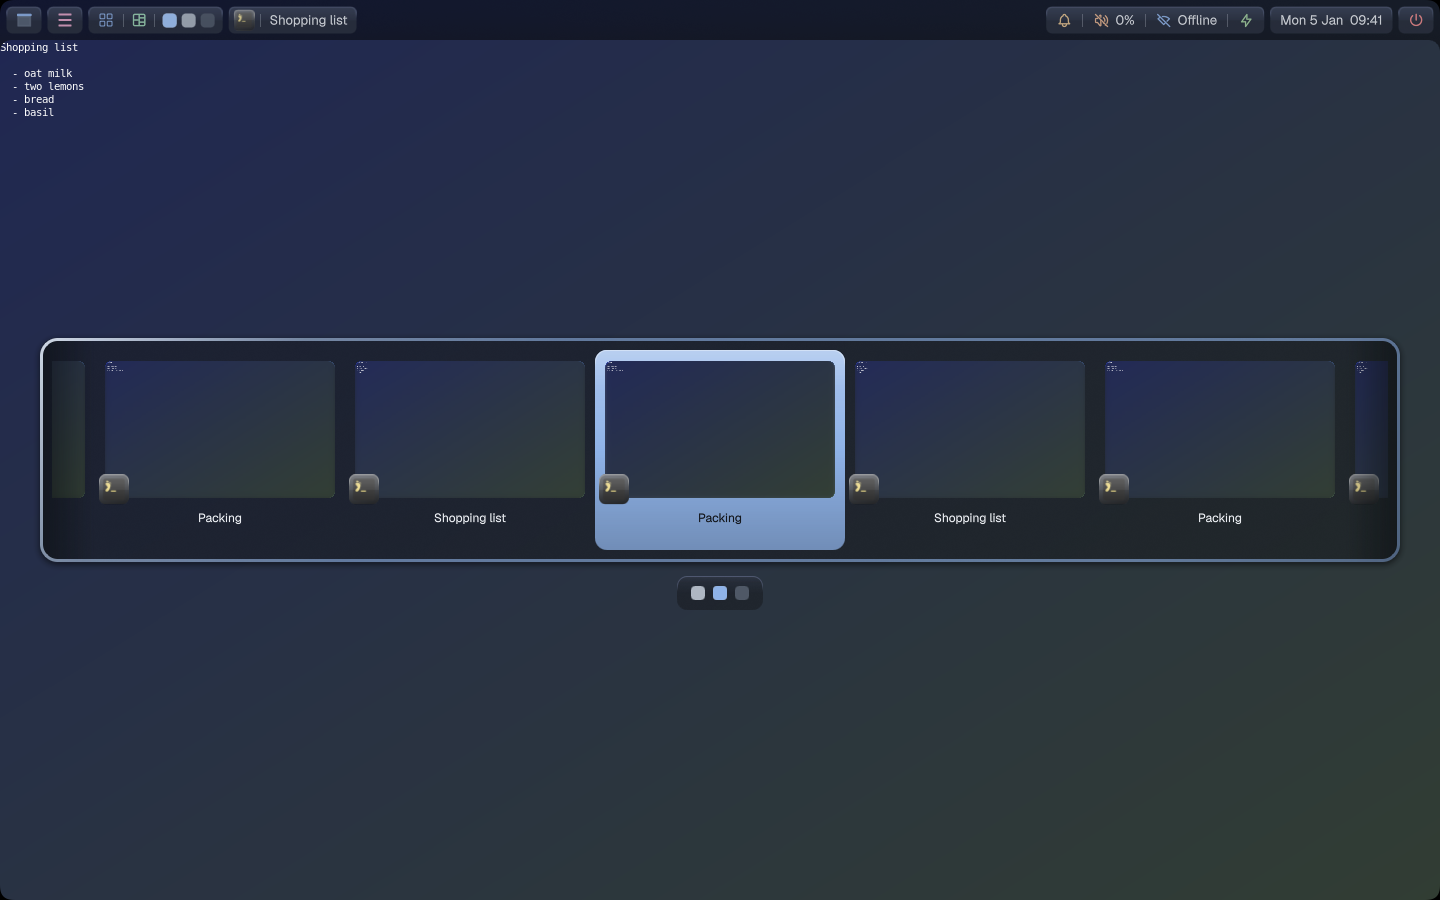 Shopping list
0%
Offline
Mon 5 Jan 09:41
Shopping list
- oat milk
- two lemons
- bread
- basil
Packing
Shopping list
Packing
Shopping list
Packing